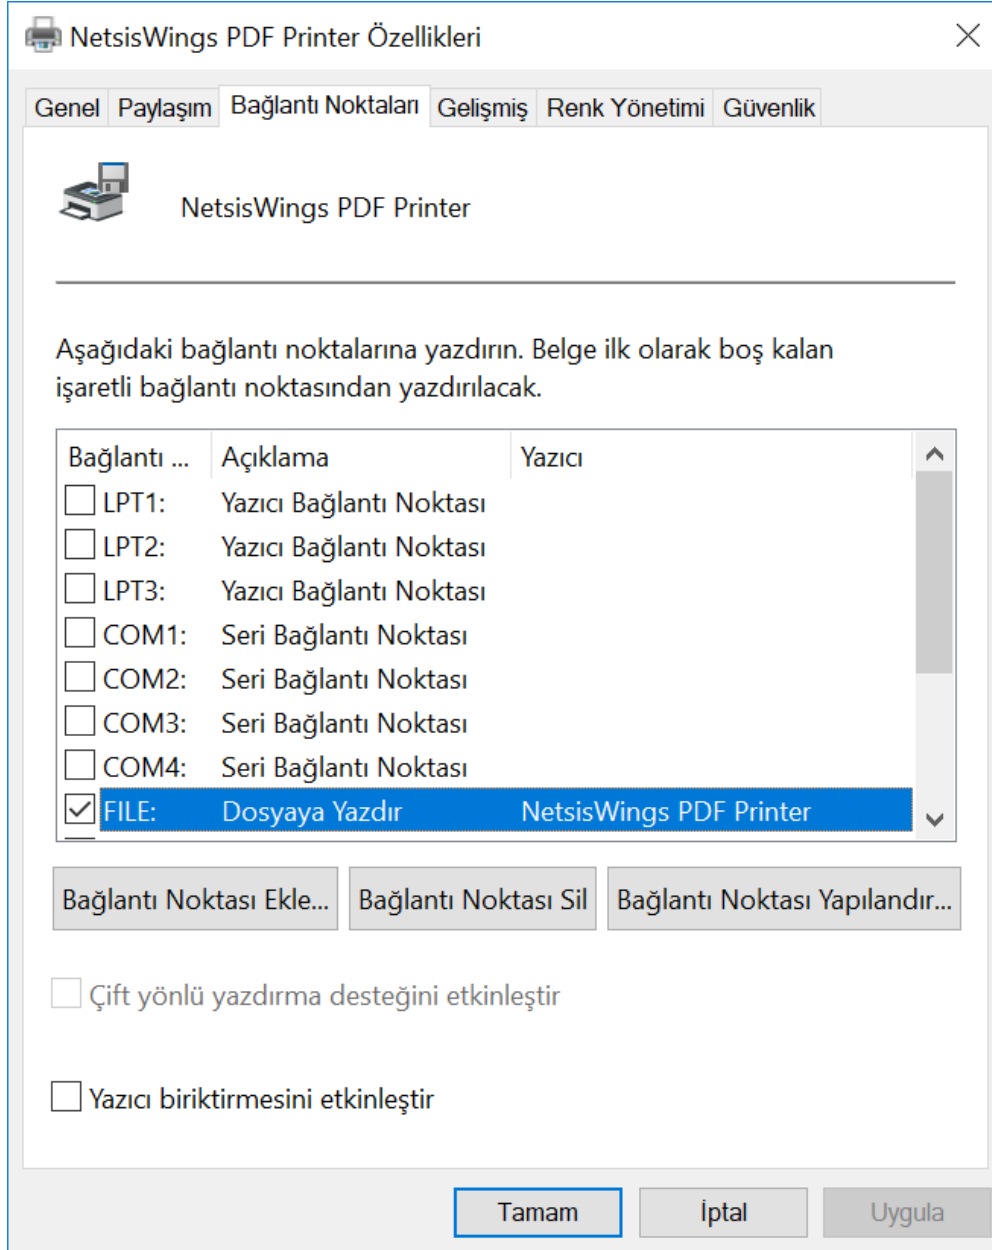 NetsisWings PDF Printer Özellikleri
Genel Paylaşım Bağlantı Noktaları Gelişmiş Renk Yönetimi Güvenlik
NetsisWings PDF Printer
Aşağıdaki bağlantı noktalarına yazdırın. Belge ilk olarak boş kalan
işaretli bağlantı noktasından yazdırılacak.
Bağlantı ... Açıklama Yazıcı
LPT1: Yazıcı Bağlantı Noktası
LPT2: Yazıcı Bağlantı Noktası
LPT3: Yazıcı Bağlantı Noktası
COM1: Seri Bağlantı Noktası
COM2: Seri Bağlantı Noktası
COM3: Seri Bağlantı Noktası
COM4: Seri Bağlantı Noktası
FILE: Dosyaya Yazdır NetsisWings PDF Printer
Bağlantı Noktası Ekle... Bağlantı Noktası Sil Bağlantı Noktası Yapılandır...
Çift yönlü yazdırma desteğini etkinleştir
Yazıcı biriktirmesini etkinleştir
Tamam İptal Uygula